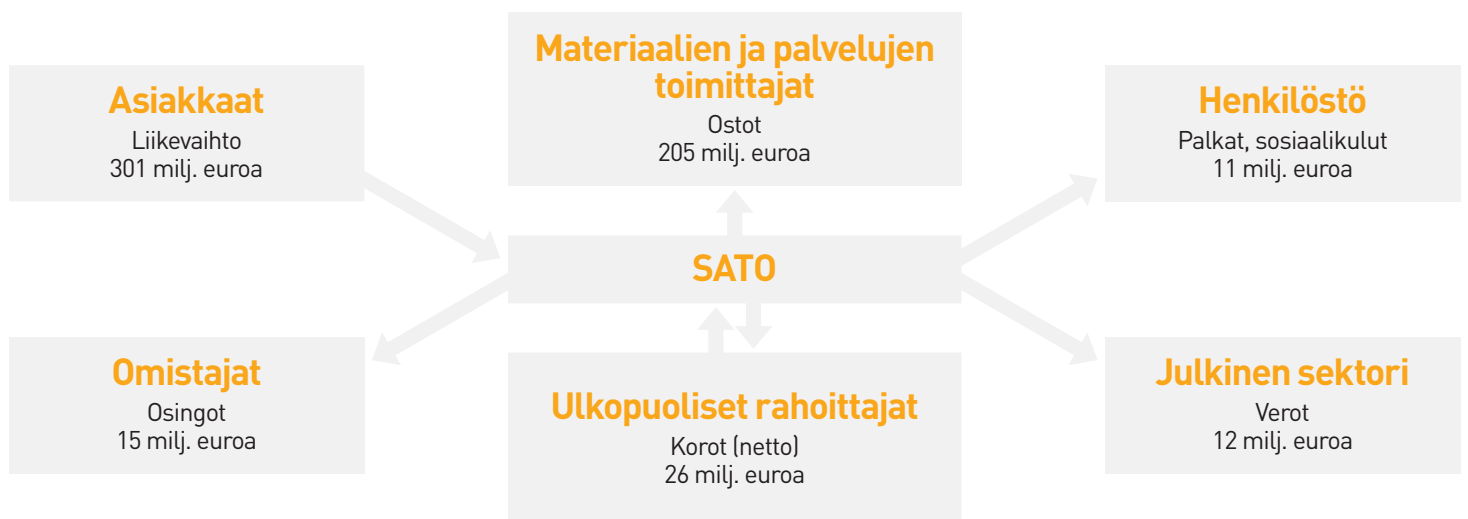 Asiakkaat
Liikevaihto
301 milj. euroa
Materiaalien ja palvelujen
toimittajat
Ostot
205 milj. euroa
Henkilöstö
Palkat, sosiaalikulut
11 milj. euroa
SATO
Omistajat
Osingot
15 milj. euroa
Ulkopuoliset rahoittajat
Korot (netto)
26 milj. euroa
Julkinen sektori
Verot
12 milj. euroa